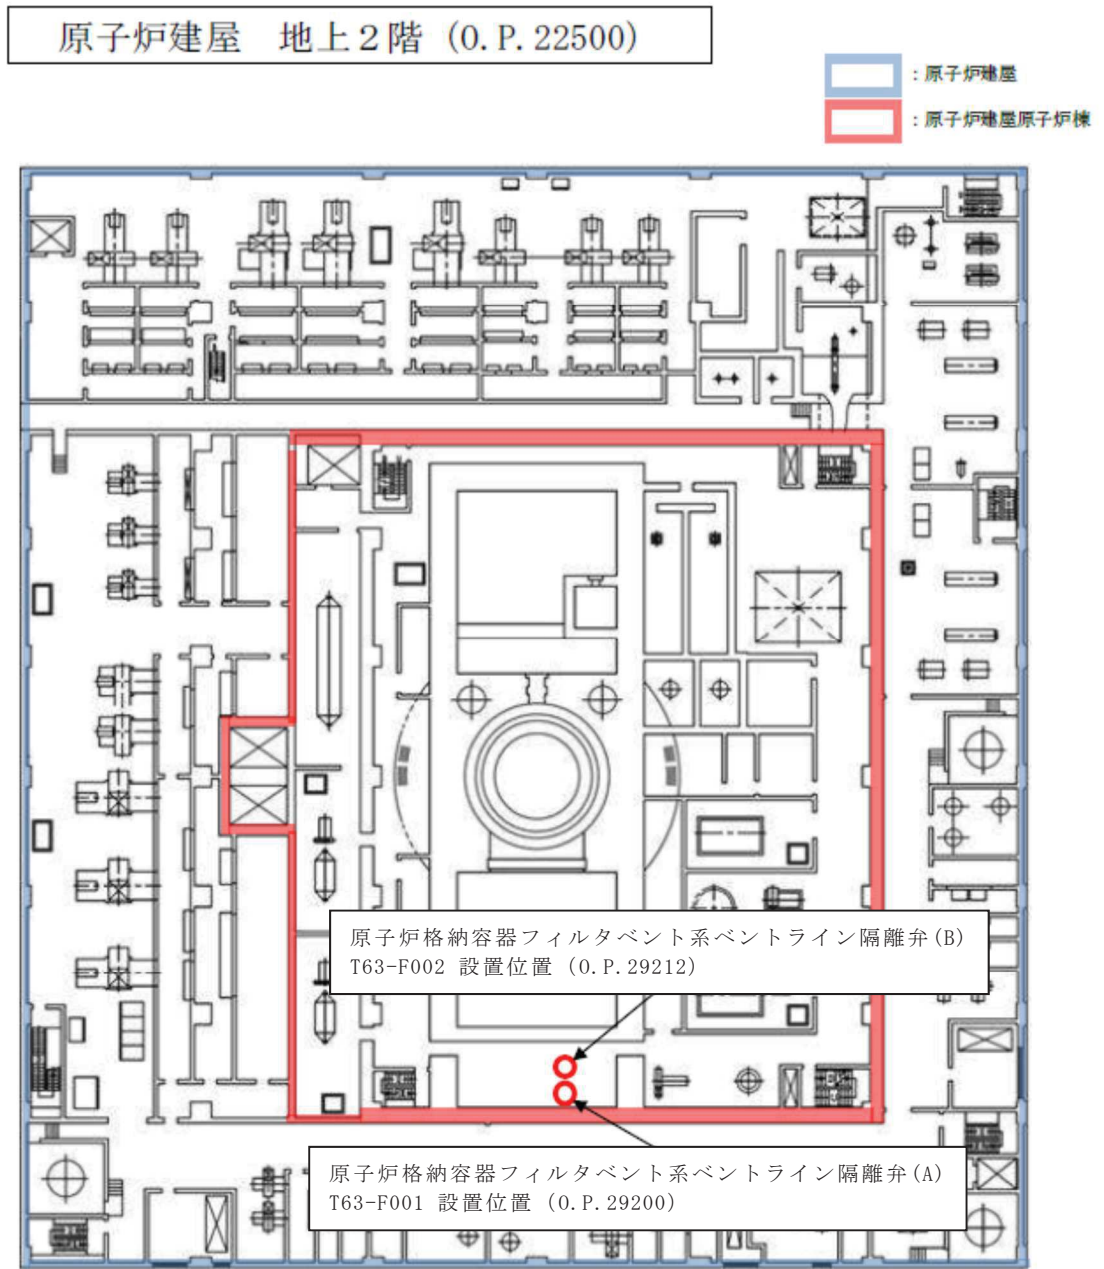 原子炉建屋　地上２階 (O.P.22500)
：原子炉建屋
：原子炉建屋原子炉棟
原子炉格納容器フィルタベント系ベントライン隔離弁(B)
T63-F002 設置位置 (O.P.29212)
原子炉格納容器フィルタベント系ベントライン隔離弁(A)
T63-F001 設置位置 (O.P.29200)